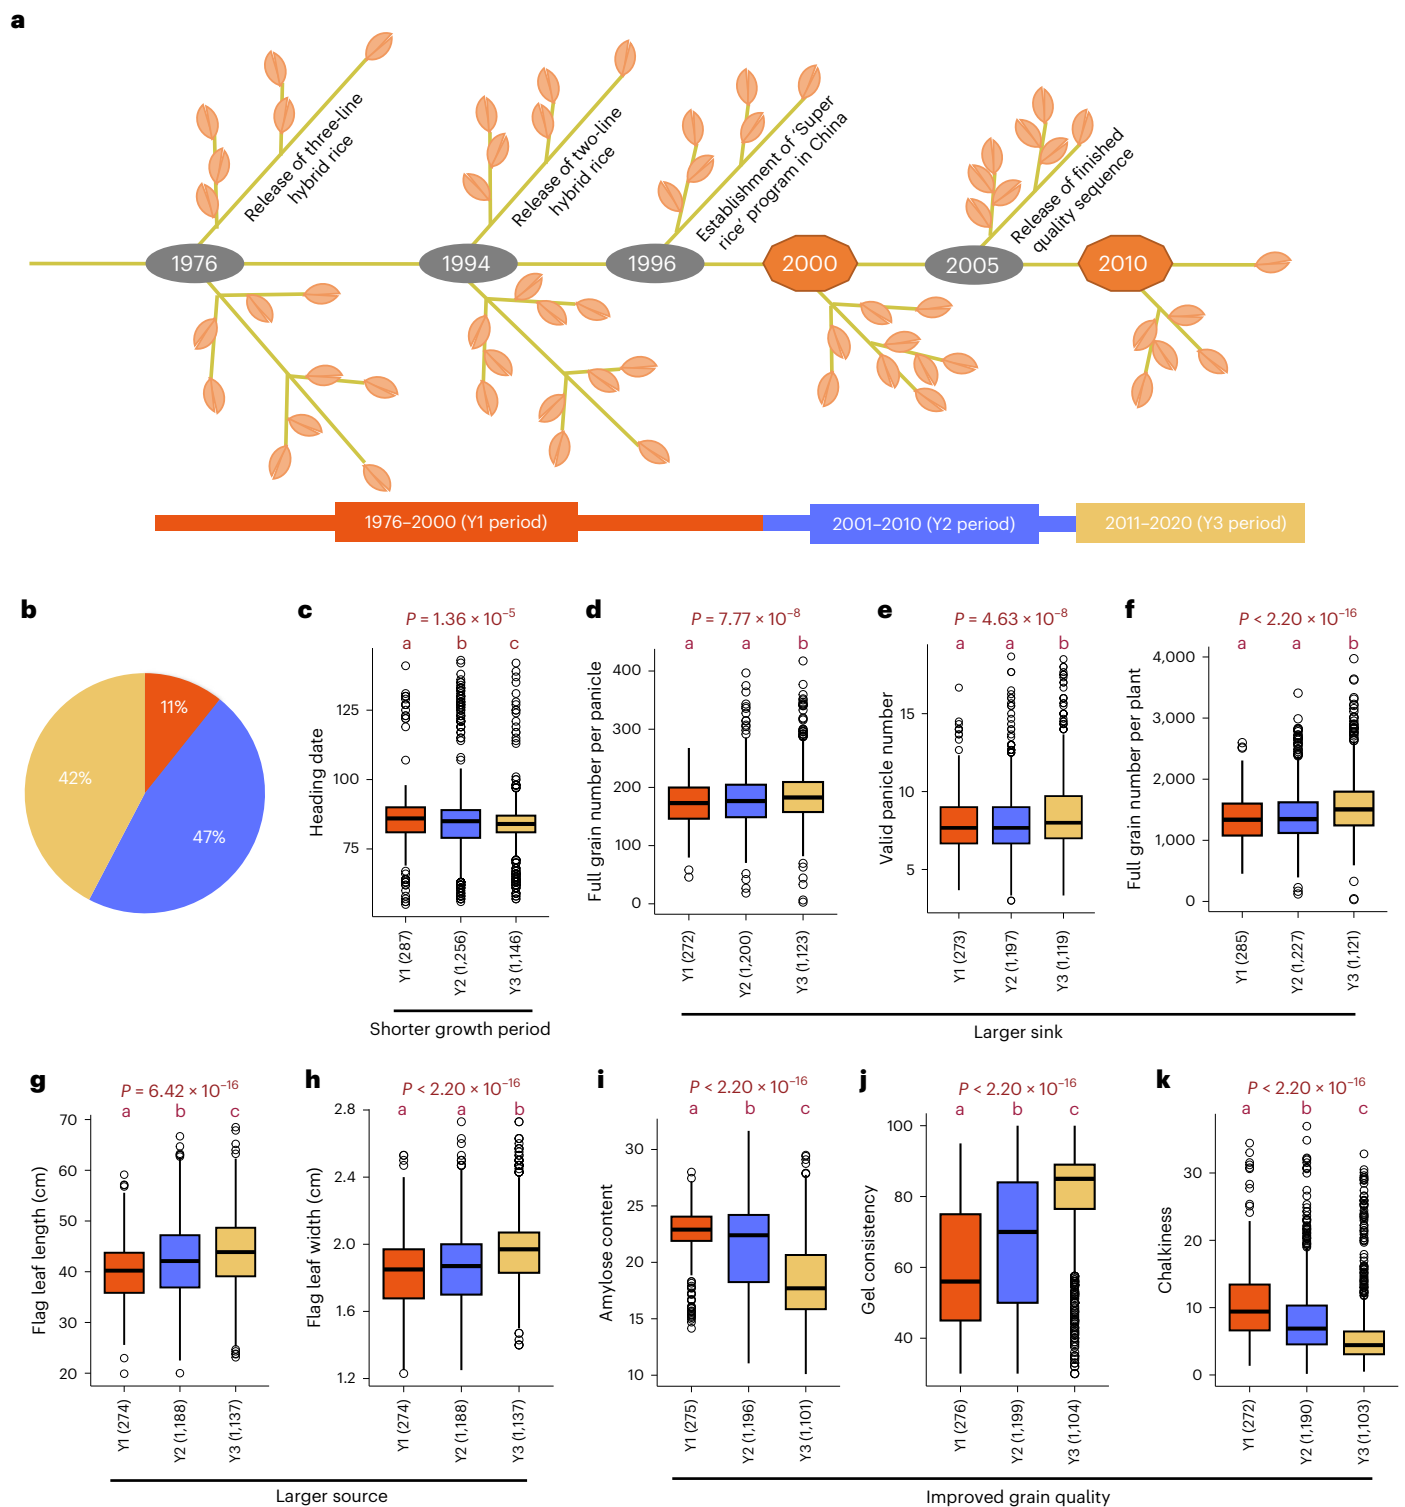 a
Release of three-line
hybrid rice
Release of two-line
hybrid rice
Establishment of ‘Super
rice’ program in China
Release of finished
quality sequence
1976
1994
1996
2000
2005
2010
1976–2000 (Y1 period)
2001–2010 (Y2 period)
2011–2020 (Y3 period)
b
11%
42%
47%
c
P = 1.36 × 10⁻⁵
a b c
Heading date
125
100
75
Y1 (287)
Y2 (1,256)
Y3 (1,146)
Shorter growth period
d
P = 7.77 × 10⁻⁸
a a b
Full grain number per panicle
400
300
200
100
0
Y1 (272)
Y2 (1,200)
Y3 (1,123)
e
P = 4.63 × 10⁻⁸
a a b
Valid panicle number
15
10
5
Y1 (273)
Y2 (1,197)
Y3 (1,119)
f
P < 2.20 × 10⁻¹⁶
a a b
Full grain number per plant
4,000
3,000
2,000
1,000
0
Y1 (285)
Y2 (1,227)
Y3 (1,121)
Larger sink
g
P = 6.42 × 10⁻¹⁶
a b c
Flag leaf length (cm)
70
60
50
40
30
20
Y1 (274)
Y2 (1,188)
Y3 (1,137)
h
P < 2.20 × 10⁻¹⁶
a a b
Flag leaf width (cm)
2.8
2.4
2.0
1.6
1.2
Y1 (274)
Y2 (1,188)
Y3 (1,137)
Larger source
i
P < 2.20 × 10⁻¹⁶
a b c
Amylose content
30
25
20
15
10
Y1 (275)
Y2 (1,196)
Y3 (1,101)
j
P < 2.20 × 10⁻¹⁶
a b c
Gel consistency
100
80
60
40
Y1 (276)
Y2 (1,199)
Y3 (1,104)
k
P < 2.20 × 10⁻¹⁶
a b c
Chalkiness
30
20
10
0
Y1 (272)
Y2 (1,190)
Y3 (1,103)
Improved grain quality